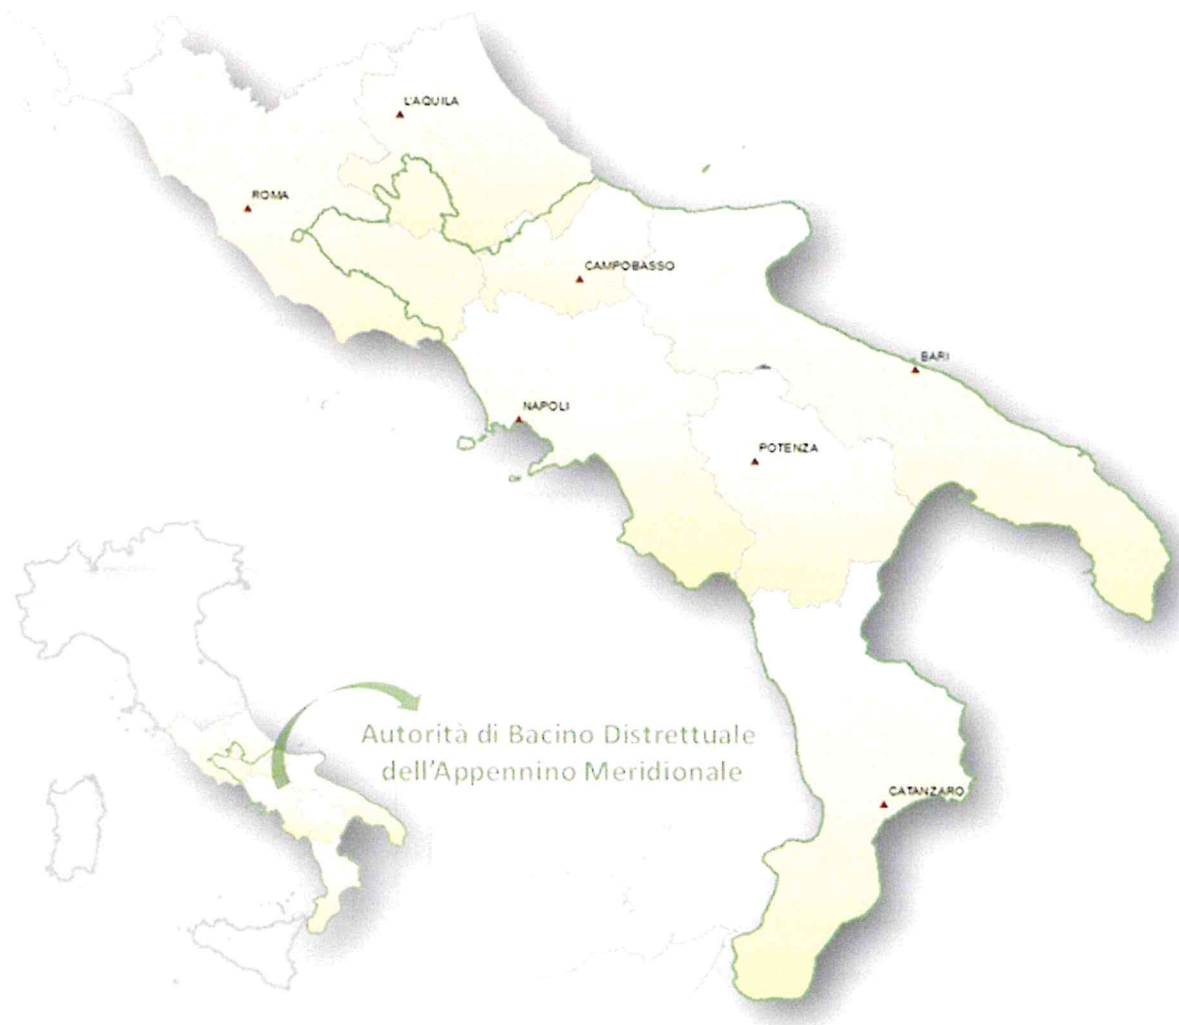 L'AQUILA
ROMA
CAMPOBASSO
BARI
NAPOLI
POTENZA
Autorità di Bacino Distrettuale
dell'Appennino Meridionale
CATANZARO